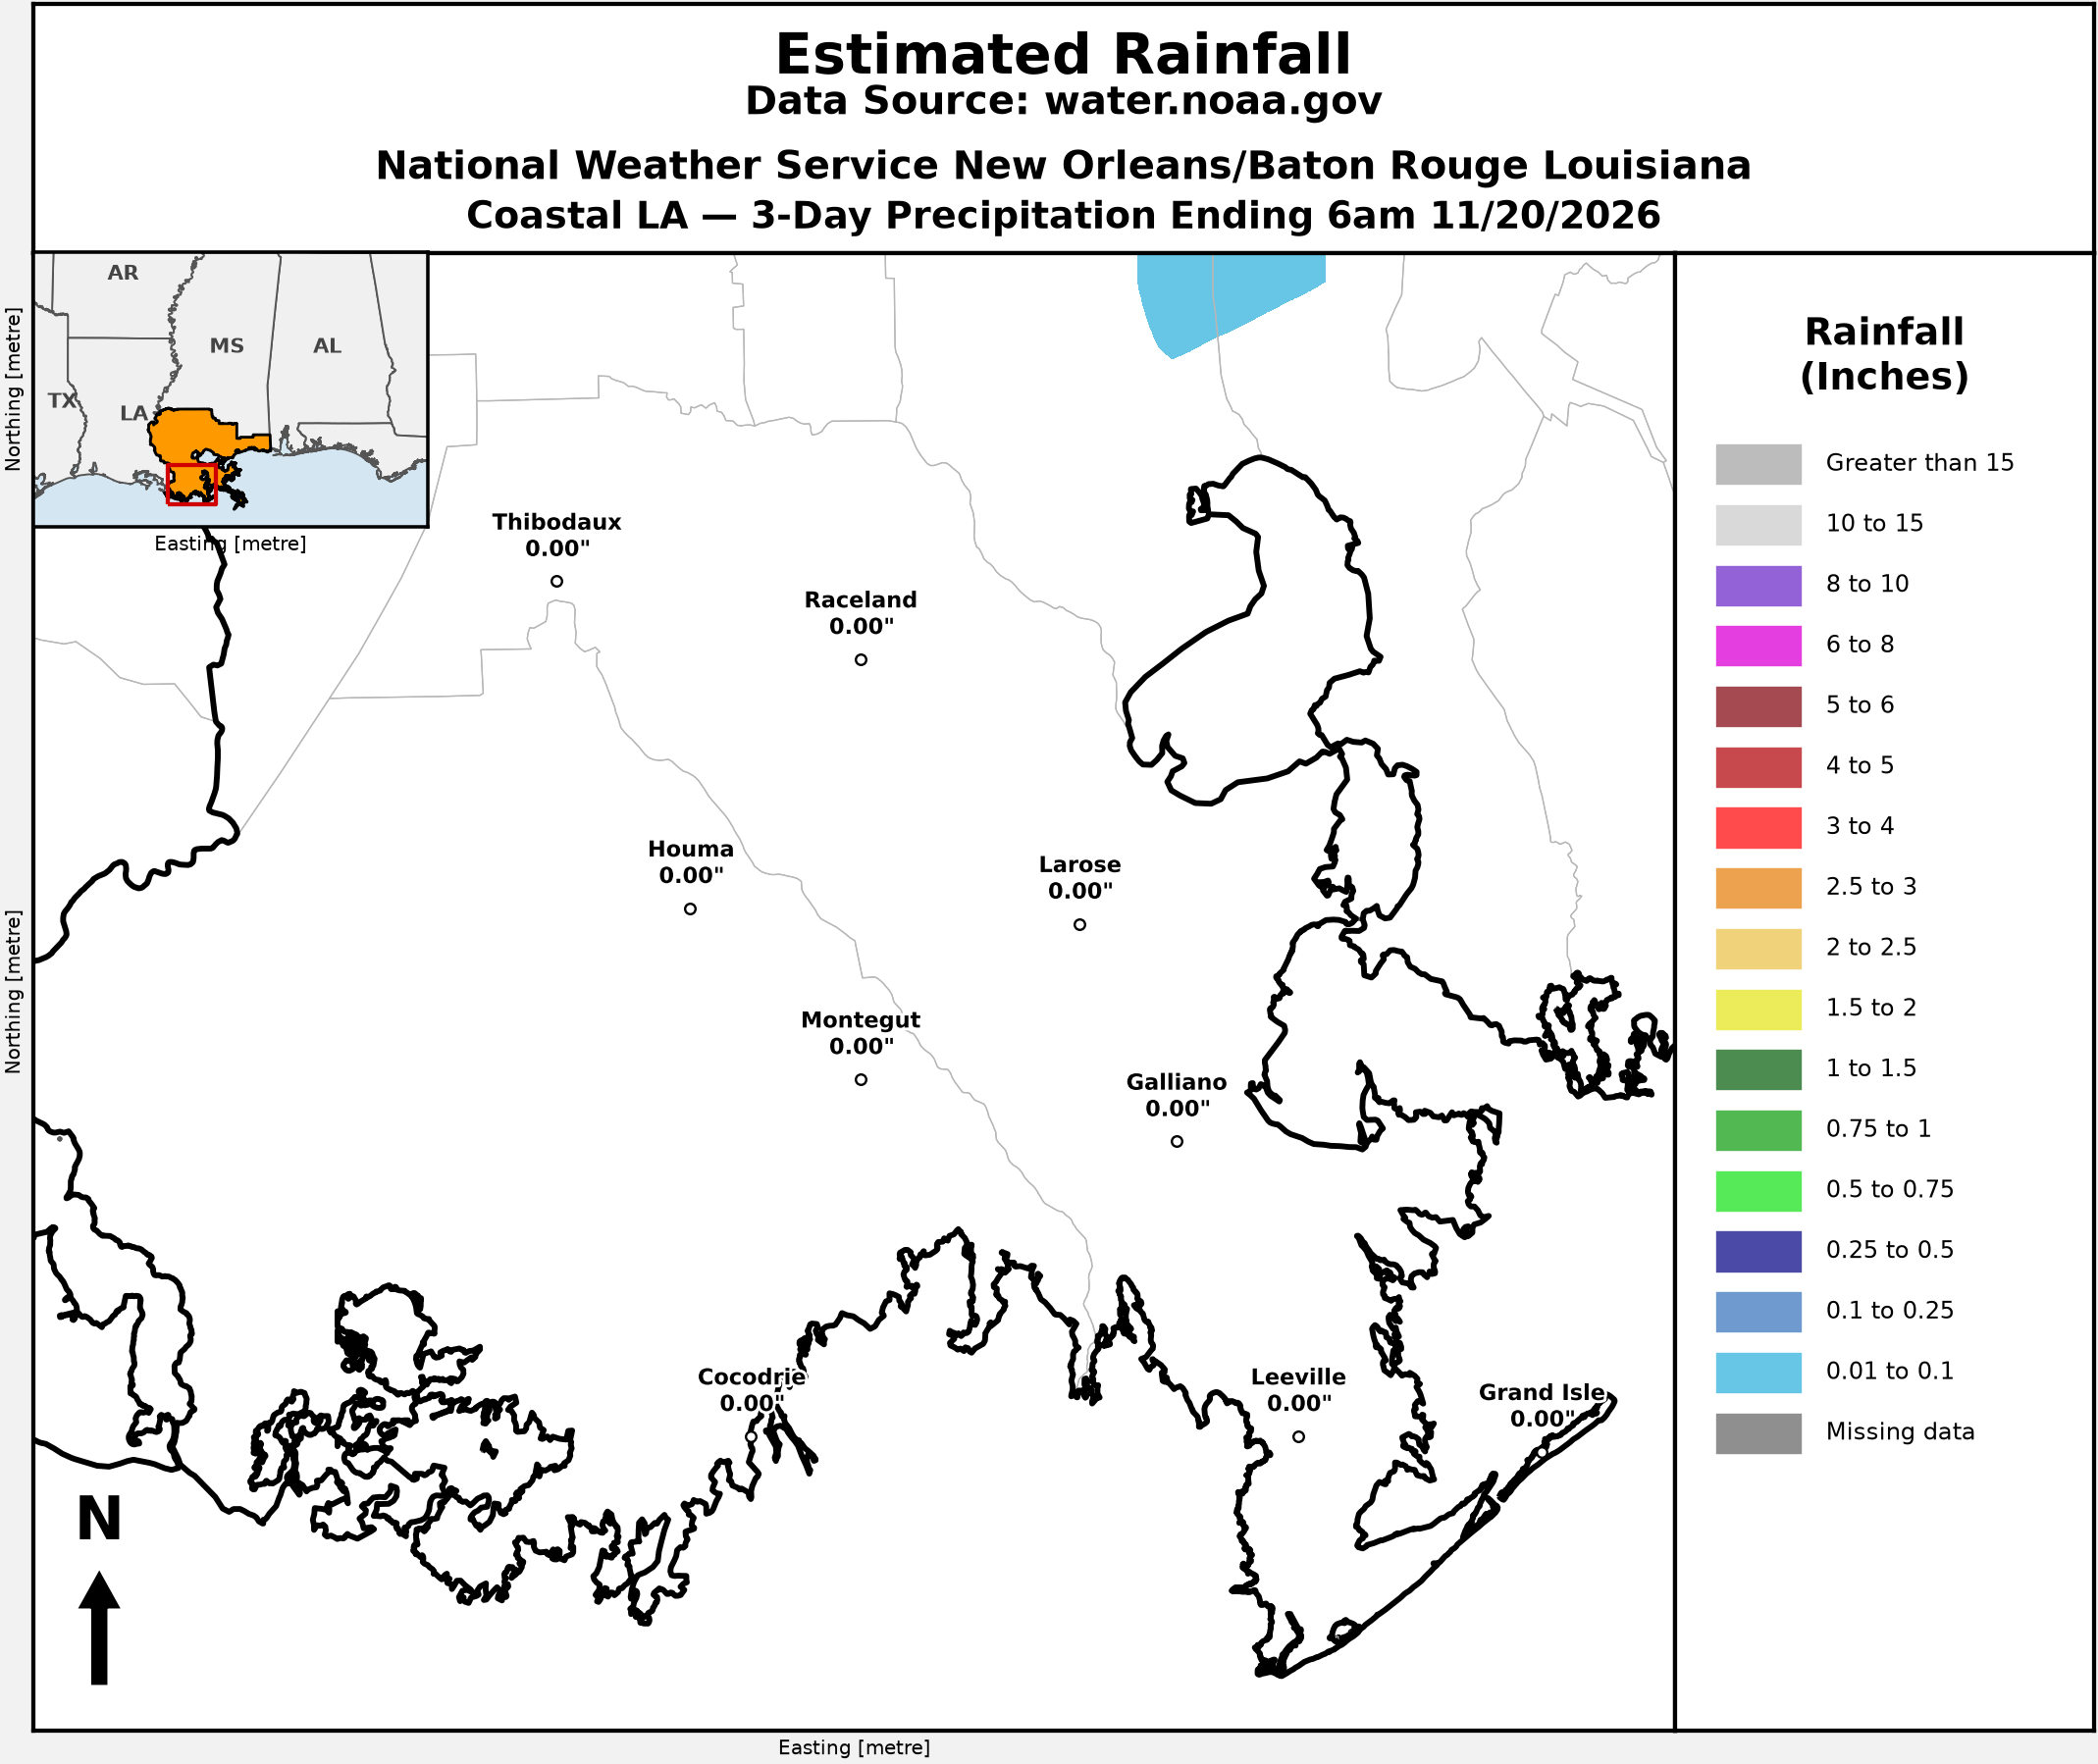 Estimated Rainfall
Data Source: water.noaa.gov
National Weather Service New Orleans/Baton Rouge Louisiana
Coastal LA — 3-Day Precipitation Ending 6am 11/20/2026
AR
MS
AL
TX
LA
Northing [metre]
Easting [metre]
Thibodaux
0.00"
Raceland
0.00"
Houma
0.00"
Larose
0.00"
Montegut
0.00"
Galliano
0.00"
Cocodrie
0.00"
Leeville
0.00"
Grand Isle
0.00"
N
Northing [metre]
Easting [metre]
Rainfall
(Inches)
Greater than 15
10 to 15
8 to 10
6 to 8
5 to 6
4 to 5
3 to 4
2.5 to 3
2 to 2.5
1.5 to 2
1 to 1.5
0.75 to 1
0.5 to 0.75
0.25 to 0.5
0.1 to 0.25
0.01 to 0.1
Missing data